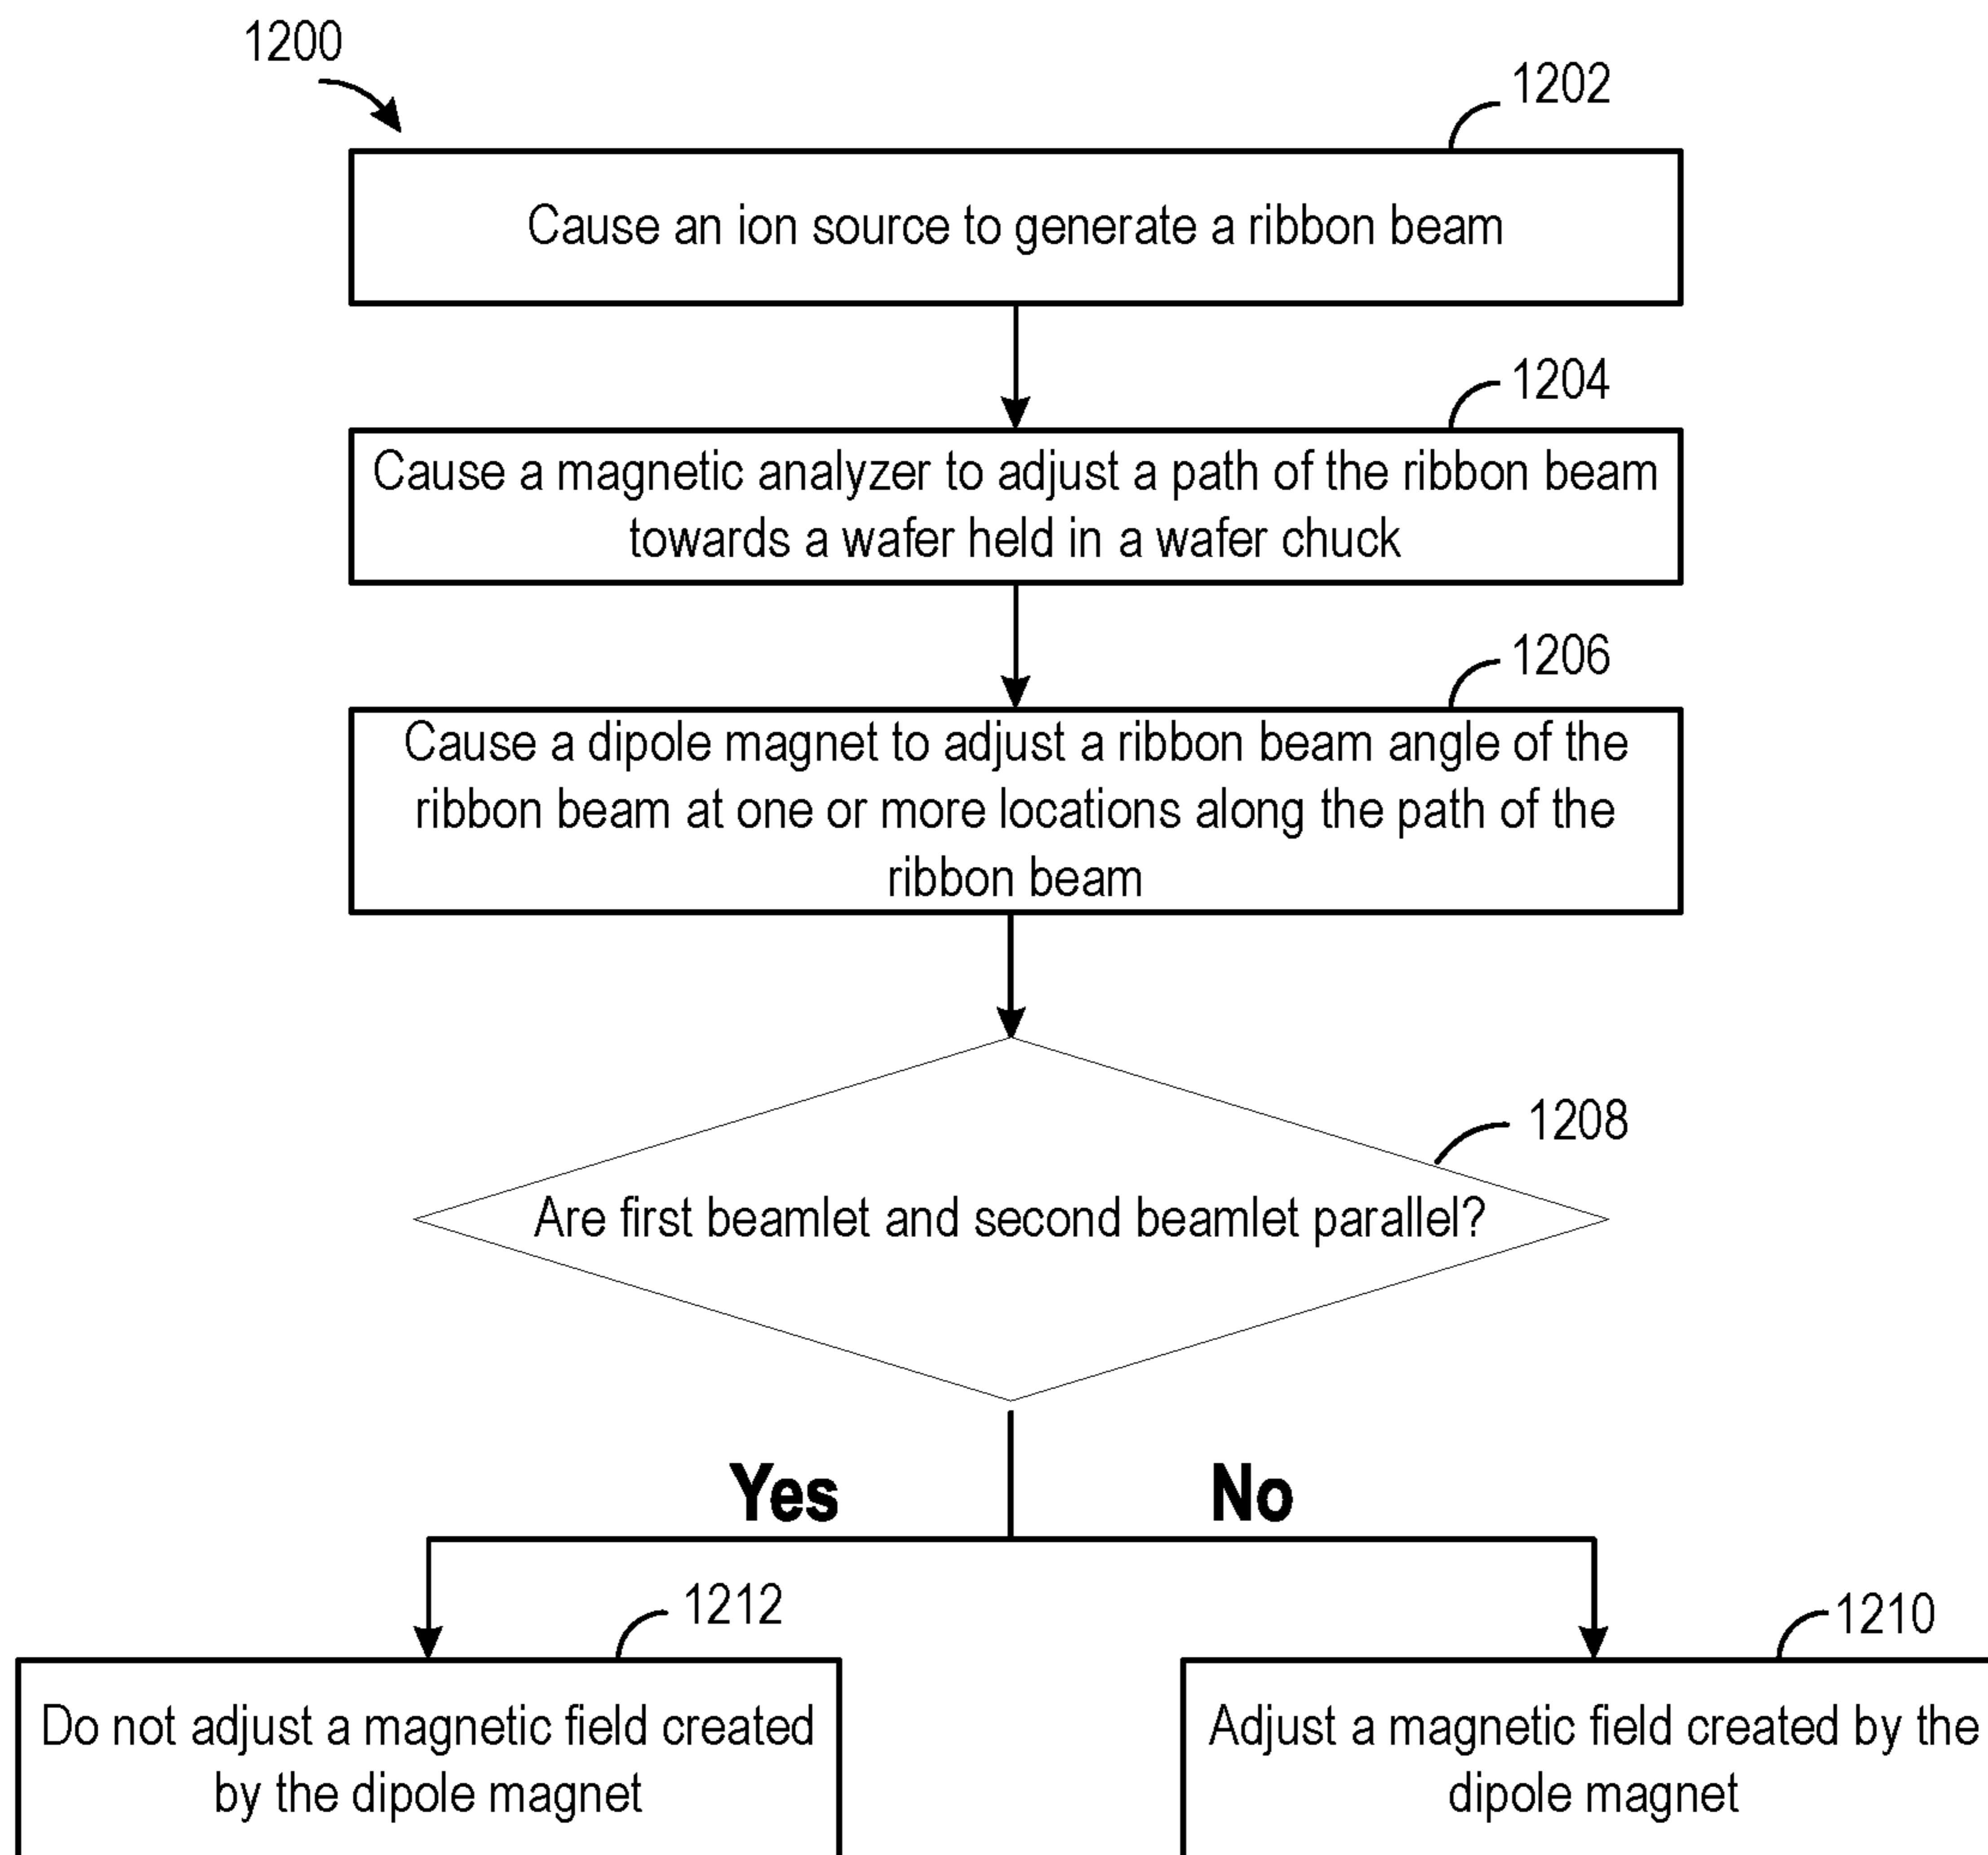 1200
1202
Cause an ion source to generate a ribbon beam
1204
Cause a magnetic analyzer to adjust a path of the ribbon beam
towards a wafer held in a wafer chuck
1206
Cause a dipole magnet to adjust a ribbon beam angle of the
ribbon beam at one or more locations along the path of the
ribbon beam
1208
Are first beamlet and second beamlet parallel?
Yes
No
1212
Do not adjust a magnetic field created
by the dipole magnet
1210
Adjust a magnetic field created by the
dipole magnet